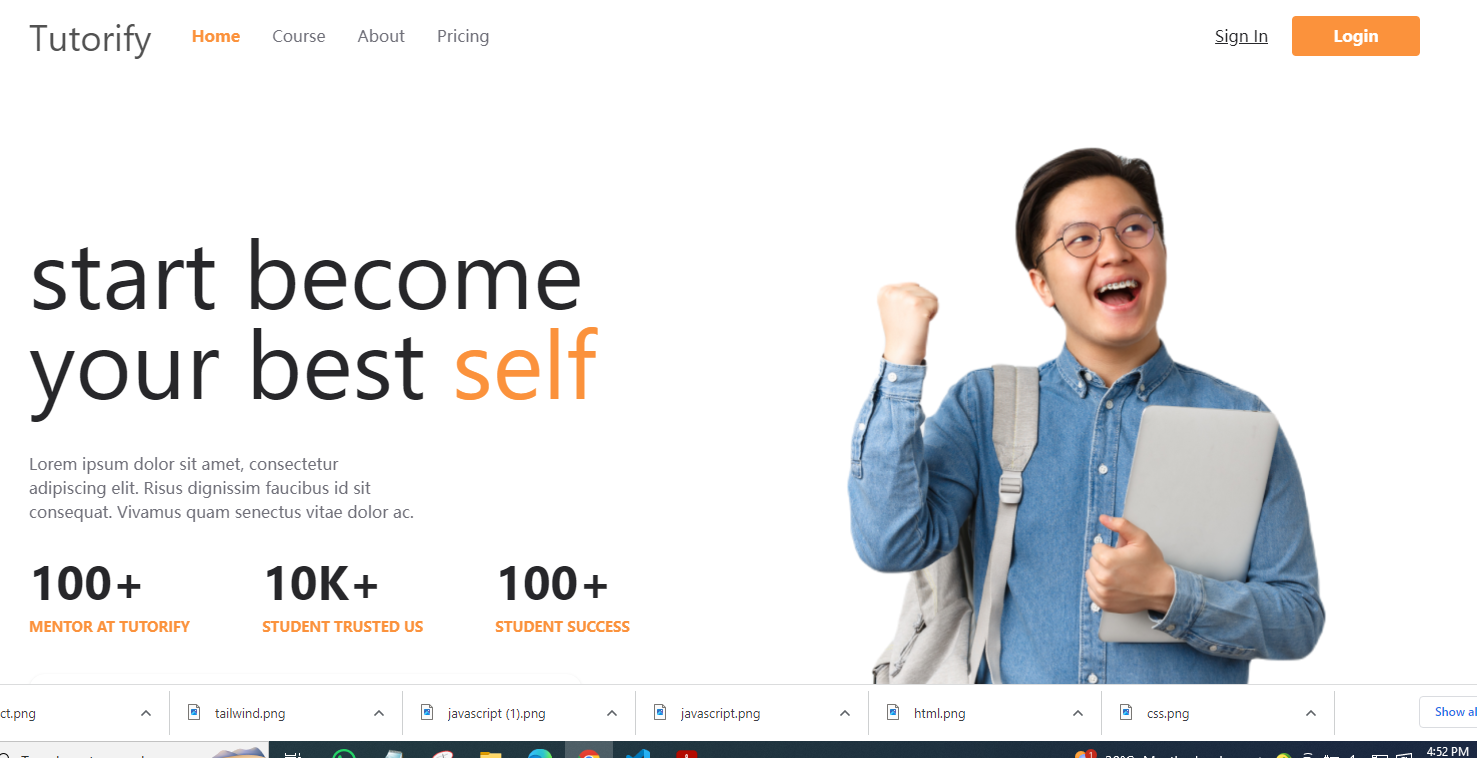 Tutorify
Home Course About Pricing
Sign In Login
start become
your best self
Lorem ipsum dolor sit amet, consectetur
adipiscing elit. Risus dignissim faucibus id sit
consequat. Vivamus quam senectus vitae dolor ac.
100+ 10K+ 100+
MENTOR AT TUTORIFY STUDENT TRUSTED US STUDENT SUCCESS
ct.png tailwind.png javascript (1).png javascript.png html.png css.png Show al
1
4:52 PM